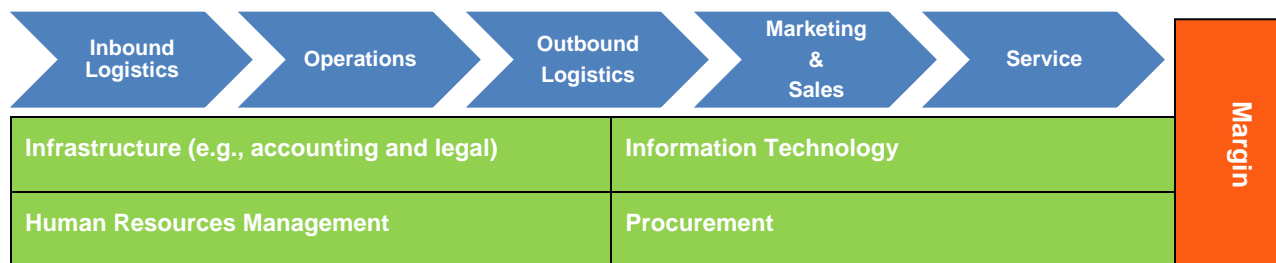 Inbound
Logistics
Operations
Outbound
Logistics
Marketing
&
Sales
Service
Margin
Infrastructure (e.g., accounting and legal)
Information Technology
Human Resources Management
Procurement